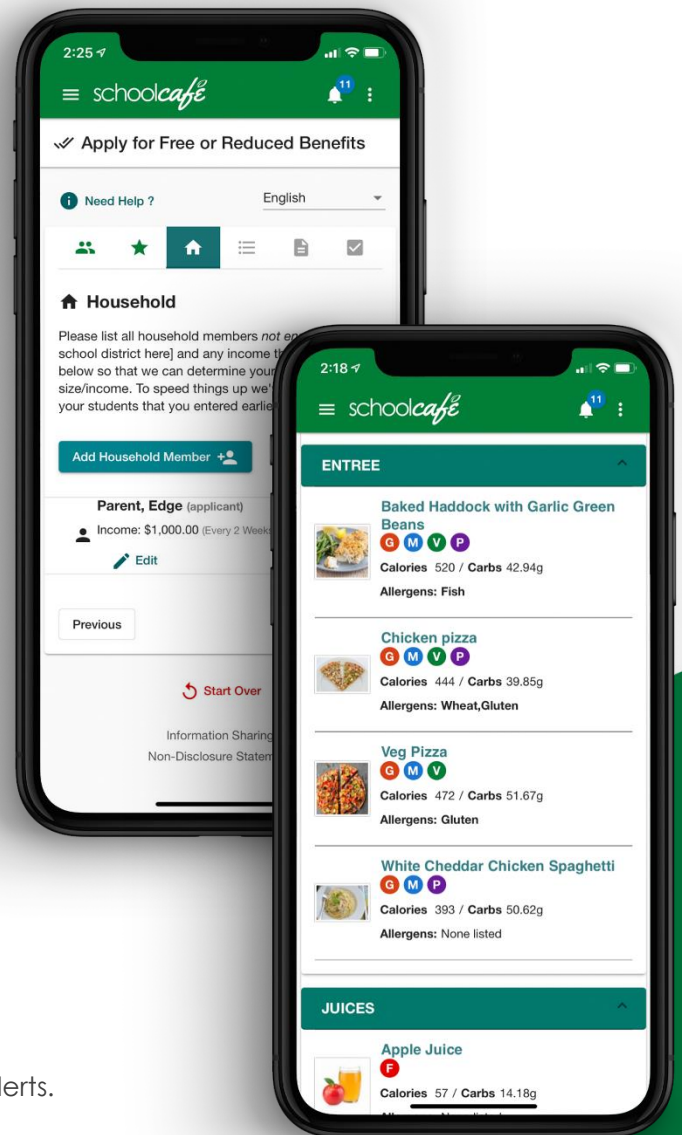 2:25
schoolcafé
11
Apply for Free or Reduced Benefits
Need Help ?
English
Household
Please list all household members not
school district here] and any income
below so that we can determine your
size/income. To speed things up
your students that you entered
Add Household Member
Parent, Edge (applicant)
Income: $1,000.00 (Every 2 Weeks
Edit
Previous
Start Over
Information Sharing
Non-Disclosure
2:18
schoolcafé
11
ENTREE
Baked Haddock with Garlic Green
Beans
G M V P
Calories 520 / Carbs 42.94g
Allergens: Fish
Chicken pizza
G M V P
Calories 444 / Carbs 39.85g
Allergens: Wheat,Gluten
Veg Pizza
G M V
Calories 472 / Carbs 51.67g
Allergens: Gluten
White Cheddar Chicken Spaghetti
G M P
Calories 393 / Carbs 50.62g
Allergens: None listed
JUICES
Apple Juice
F
Calories 57 / Carbs 14.18g
lerts.